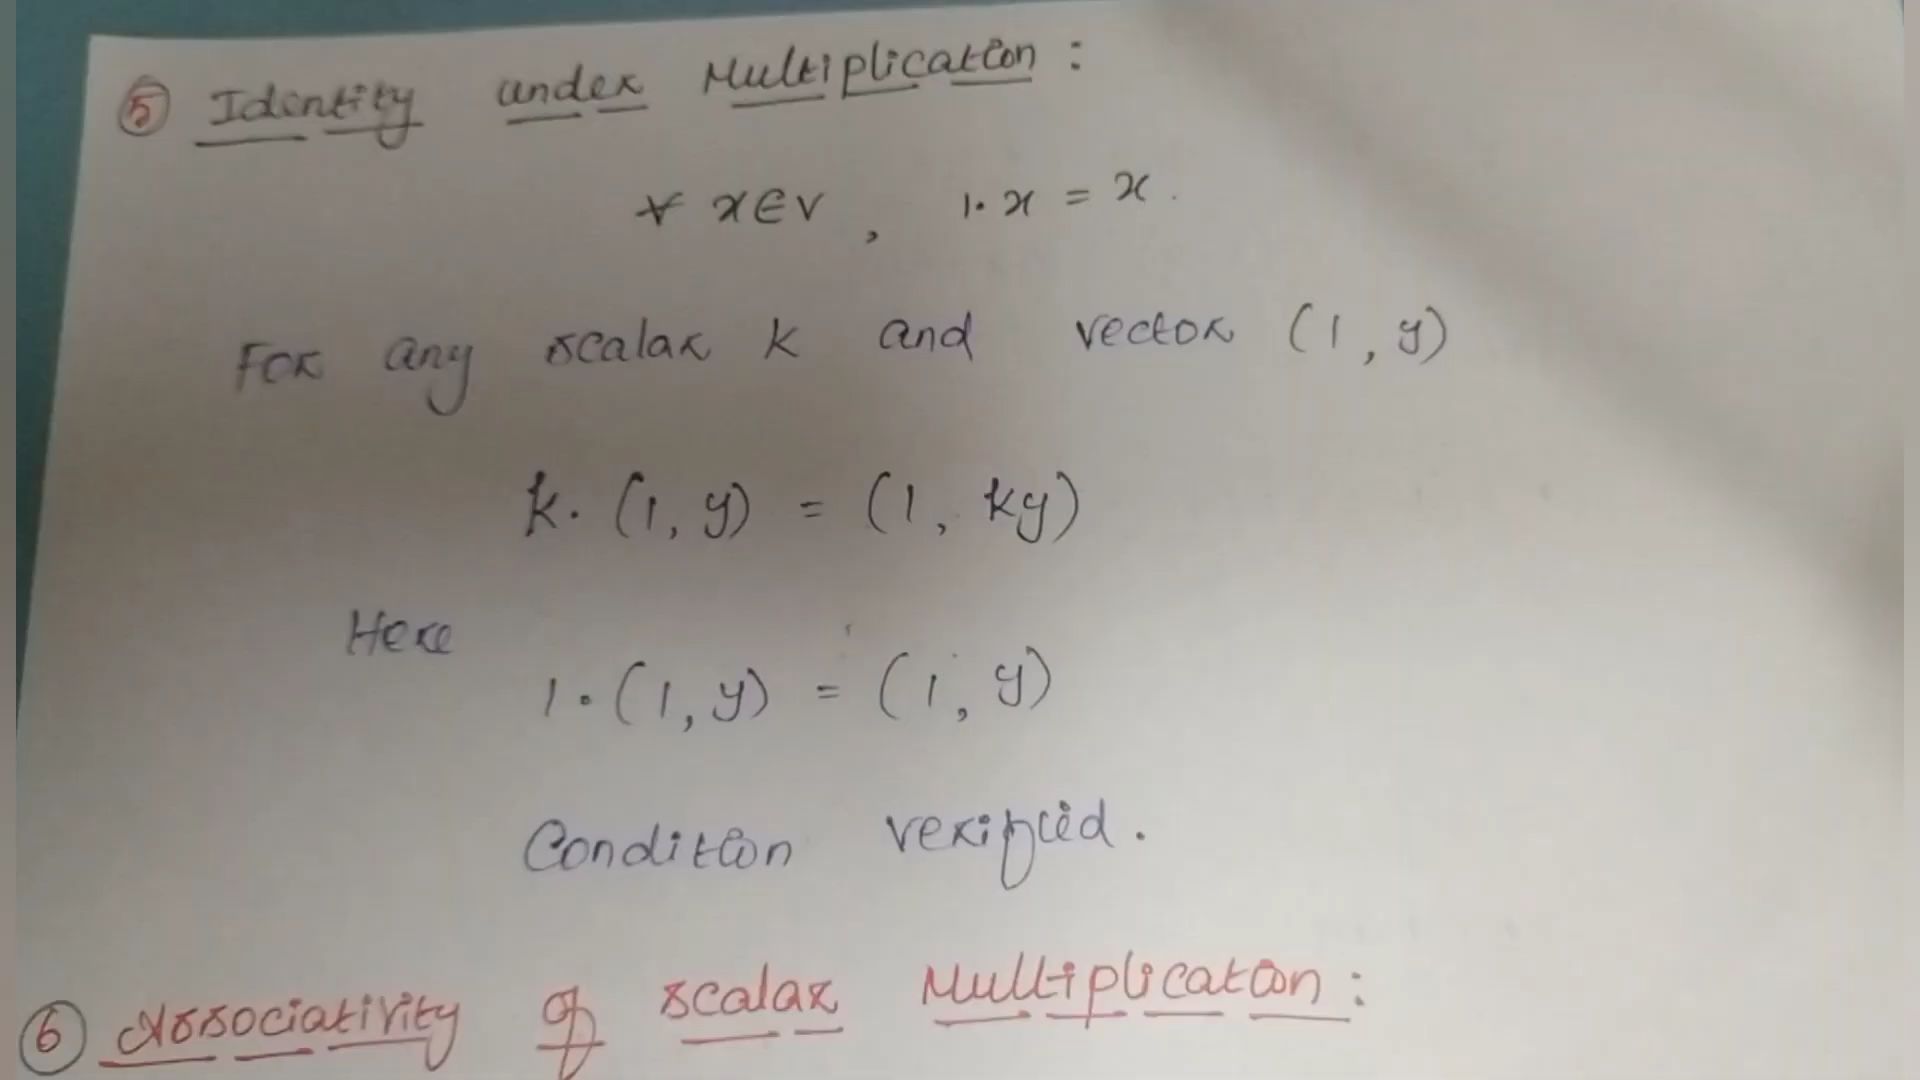 ⑤ Identity under Multiplication :
∀ x∈V , 1·x = x.
For any scalar k and vector (1, y)
k. (1, y) = (1, ky)
Here
1·(1, y) = (1, y)
Condition verified.
⑥ Associativity of scalar Multiplication :